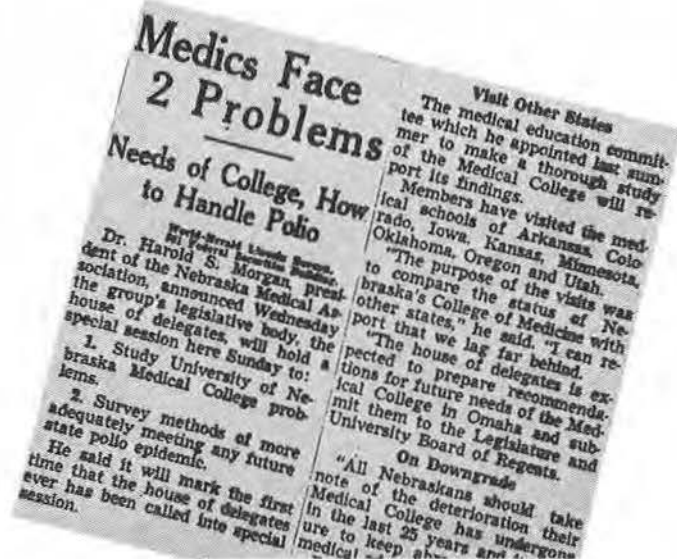 Medics Face
2 Problems
Needs of College, How
to Handle Polio
World-Herald Lincoln Bureau,
Dr. Harold S. Morgan, presi-
dent of the Nebraska Medical As-
sociation, announced Wednesday
the group's legislative body, the
house of delegates, will hold a
special session here Sunday to:
1. Study University of Ne-
braska Medical College prob-
lems.
2. Survey methods of more
adequately meeting any future
state polio epidemic.
He said it will mark the first
time that the house of delegates
ever has been called into special
session.
Visit Other States
The medical education commit-
tee which he appointed last sum-
mer to make a thorough study
of the Medical College will re-
port its findings.
Members have visited the med-
ical schools of Arkansas, Colo-
rado, Iowa, Kansas, Minnesota,
Oklahoma, Oregon and Utah.
"The purpose of the visits was
to compare the status of Ne-
braska's College of Medicine with
other states," he said. "I can re-
port that we lag far behind.
"The house of delegates is ex-
pected to prepare recommenda-
tions for future needs of the Med-
ical College in Omaha and sub-
mit them to the Legislature and
University Board of Regents.
On Downgrade
"All Nebraskans should take
note of the deterioration their
Medical College has undergone
in the last 25 years and
ure to keep
medical